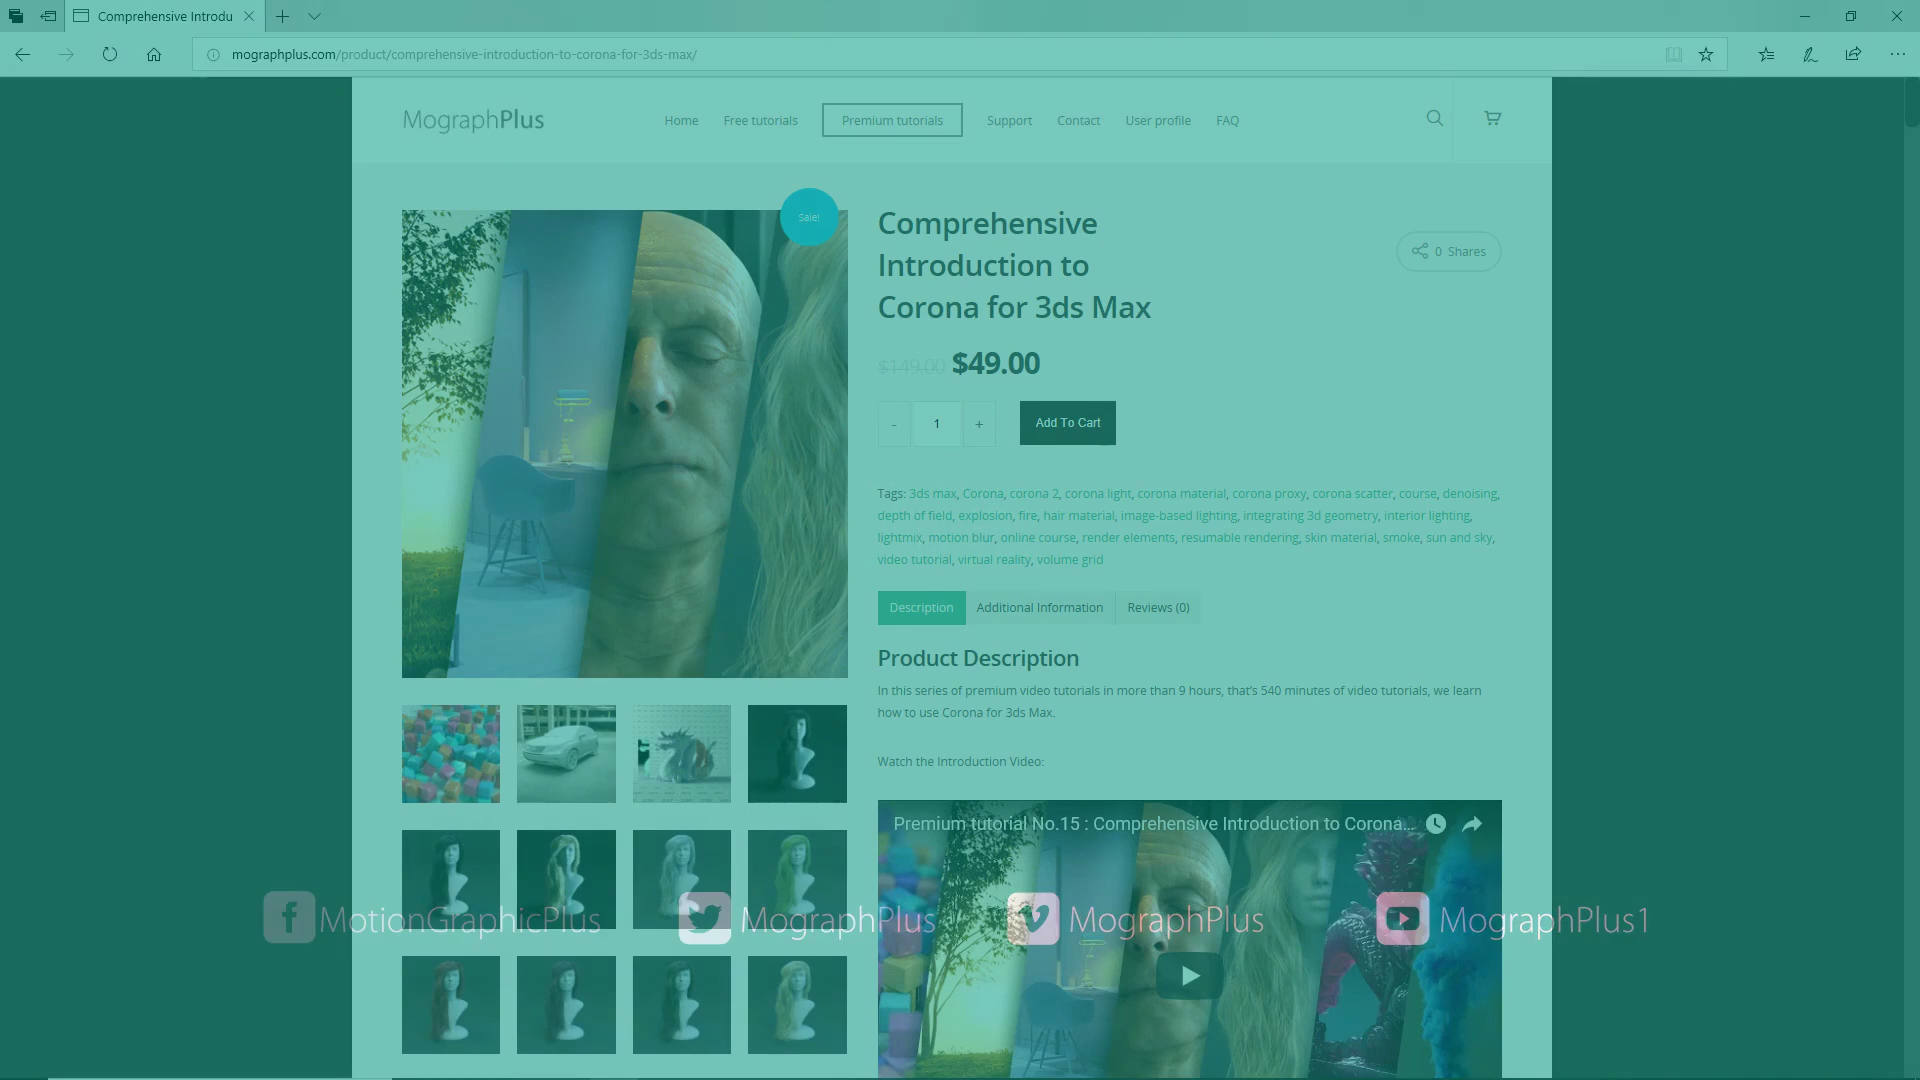 Comprehensive Introdu
mographplus.com/product/comprehensive-introduction-to-corona-for-3ds-max/
MographPlus
Home Free tutorials Premium tutorials Support Contact User profile FAQ
Sale!
Comprehensive
Introduction to
Corona for 3ds Max
0 Shares
$149.00 $49.00
- 1 + Add To Cart
Tags: 3ds max, Corona, corona 2, corona light, corona material, corona proxy, corona scatter, course, denoising,
depth of field, explosion, fire, hair material, image-based lighting, integrating 3d geometry, interior lighting,
lightmix, motion blur, online course, render elements, resumable rendering, skin material, smoke, sun and sky,
video tutorial, virtual reality, volume grid
Description Additional Information Reviews (0)
Product Description
In this series of premium video tutorials in more than 9 hours, that's 540 minutes of video tutorials, we learn
how to use Corona for 3ds Max.
Watch the Introduction Video:
Premium tutorial No.15 : Comprehensive Introduction to Corona...
MotionGraphicPlus MographPlus MographPlus MographPlus1